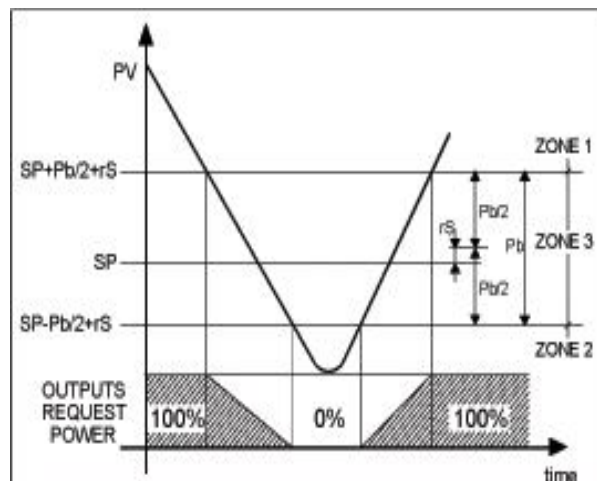 PV
ZONE 1
SP+Pb/2+rS
Pb/2
rS
ZONE 3
Pb
SP
Pb/2
SP-Pb/2+rS
ZONE 2
OUTPUTS
REQUEST
POWER
100%
0%
100%
time